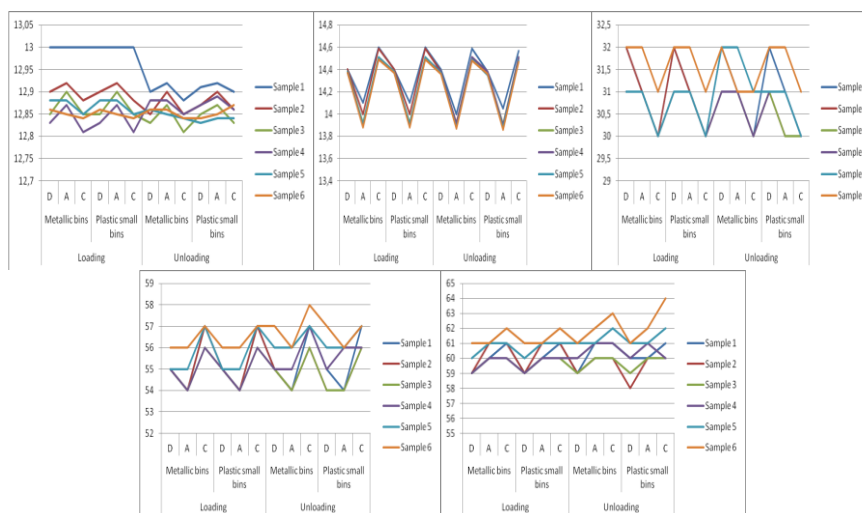 13,05
13
12,95
12,9
12,85
12,8
12,75
12,7
D A C D A C D A C D A C
Metallic bins Plastic small bins Metallic bins Plastic small bins
Loading Unloading
Sample 1
Sample 2
Sample 3
Sample 4
Sample 5
Sample 6
14,8
14,6
14,4
14,2
14
13,8
13,6
13,4
D A C D A C D A C D A C
Metallic bins Plastic small bins Metallic bins Plastic small bins
Loading Unloading
Sample 1
Sample 2
Sample 3
Sample 4
Sample 5
Sample 6
32,5
32
31,5
31
30,5
30
29,5
29
D A C D A C D A C D A C
Metallic bins Plastic small bins Metallic bins Plastic small bins
Loading Unloading
Sample
Sample
Sample
Sample
Sample
Sample
59
58
57
56
55
54
53
52
D A C D A C D A C D A C
Metallic bins Plastic small bins Metallic bins Plastic small bins
Loading Unloading
Sample 1
Sample 2
Sample 3
Sample 4
Sample 5
Sample 6
65
64
63
62
61
60
59
58
57
56
55
D A C D A C D A C D A C
Metallic bins Plastic small bins Metallic bins Plastic small bins
Loading Unloading
Sample 1
Sample 2
Sample 3
Sample 4
Sample 5
Sample 6